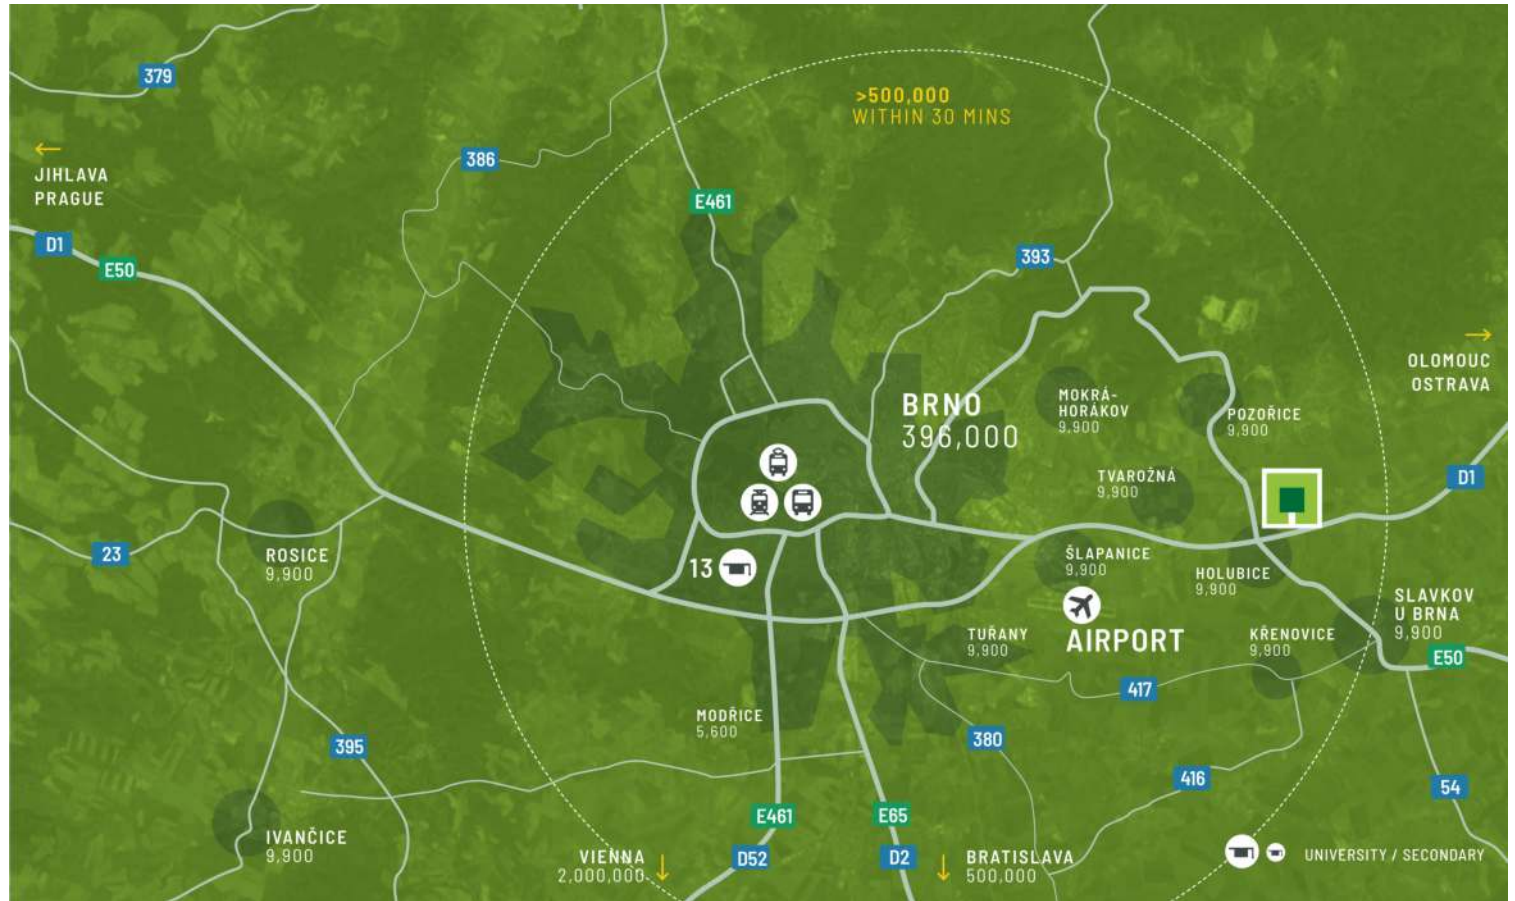 379
>500,000
WITHIN 30 MINS
JIHLAVA
PRAGUE
386
E461
D1
E50
393
OLOMOUC
OSTRAVA
BRNO
396,000
MOKRÁ-
HORÁKOV
9,900
POZOŘICE
9,900
TVAROŽNÁ
9,900
D1
23
ROSICE
9,900
13
ŠLAPANICE
9,900
HOLUBICE
9,900
SLAVKOV
U BRNA
9,900
AIRPORT
TUŘANY
9,900
KŘENOVICE
9,900
E50
417
MODŘICE
5,600
395
380
416
54
E461
E65
IVANČICE
9,900
VIENNA
2,000,000
D52
D2
BRATISLAVA
500,000
UNIVERSITY / SECONDARY